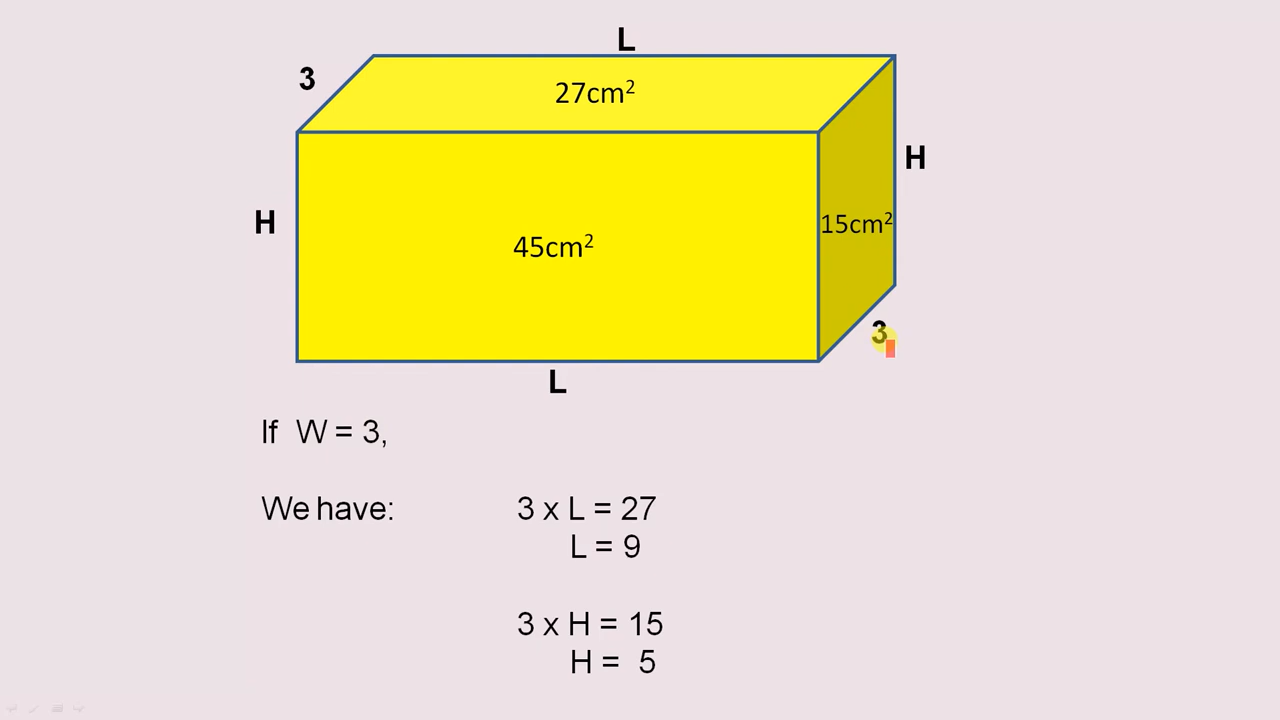 L
3
27cm²
H
H
15cm²
45cm²
3
L
If W = 3,
We have: 3 x L = 27
L = 9
3 x H = 15
H = 5